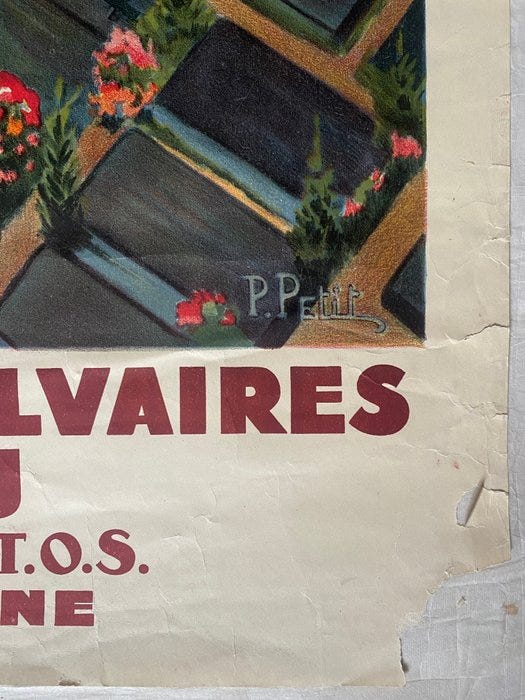 P. Petit
LVAIRES
U
T.O.S.
NE